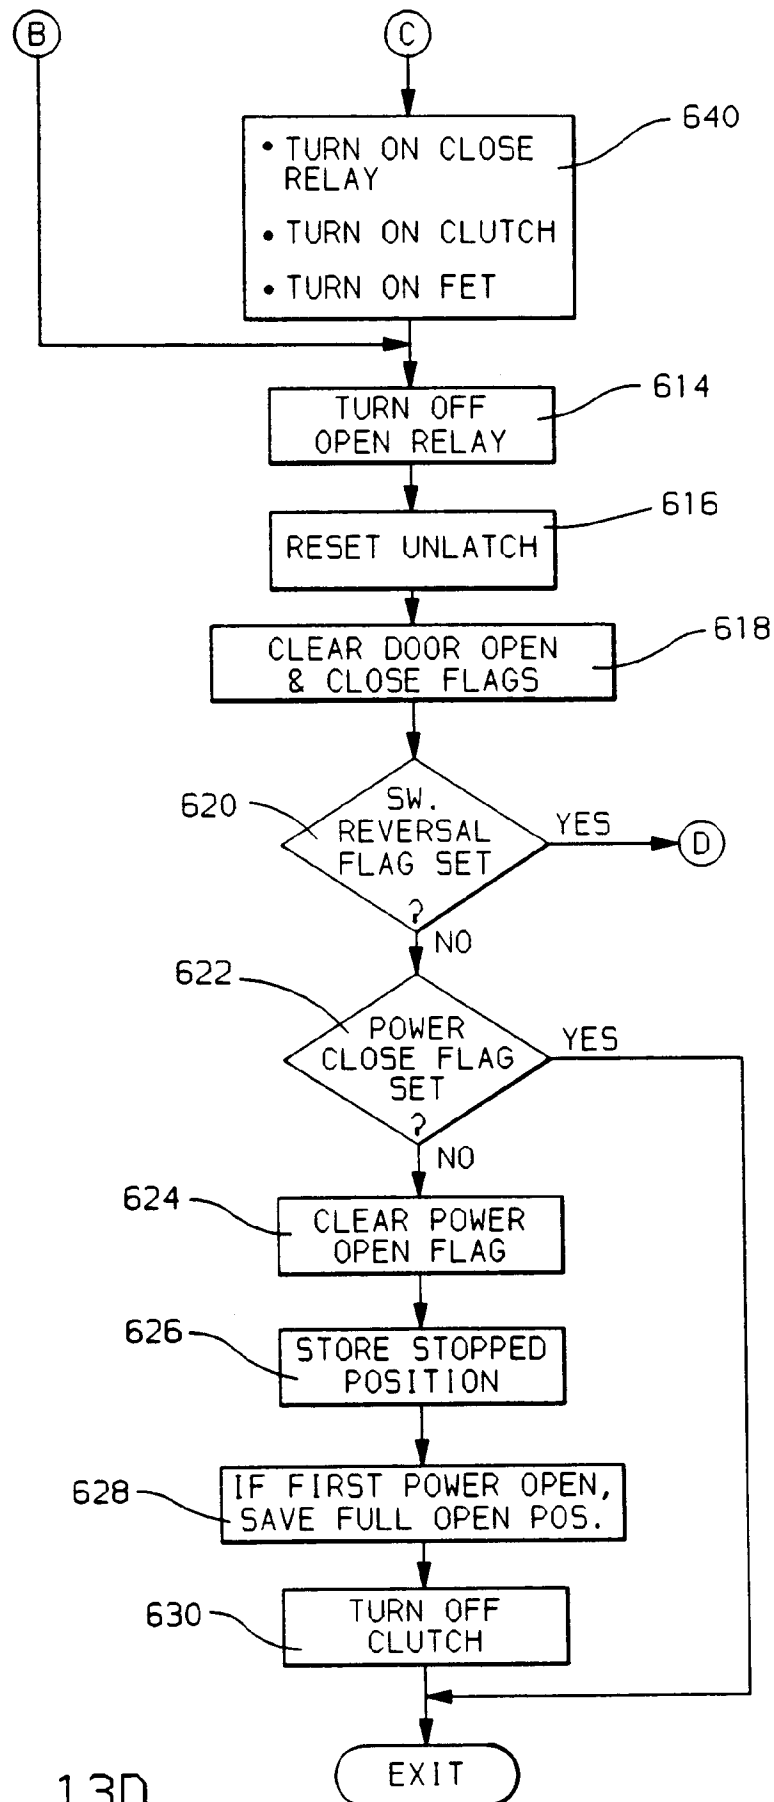 B
C
• TURN ON CLOSE
RELAY
• TURN ON CLUTCH
• TURN ON FET
640
TURN OFF
OPEN RELAY
614
RESET UNLATCH
616
CLEAR DOOR OPEN
& CLOSE FLAGS
618
620
SW.
REVERSAL
FLAG SET
?
YES
D
NO
622
POWER
CLOSE FLAG
SET
?
YES
NO
624
CLEAR POWER
OPEN FLAG
626
STORE STOPPED
POSITION
628
IF FIRST POWER OPEN,
SAVE FULL OPEN POS.
630
TURN OFF
CLUTCH
EXIT
13D